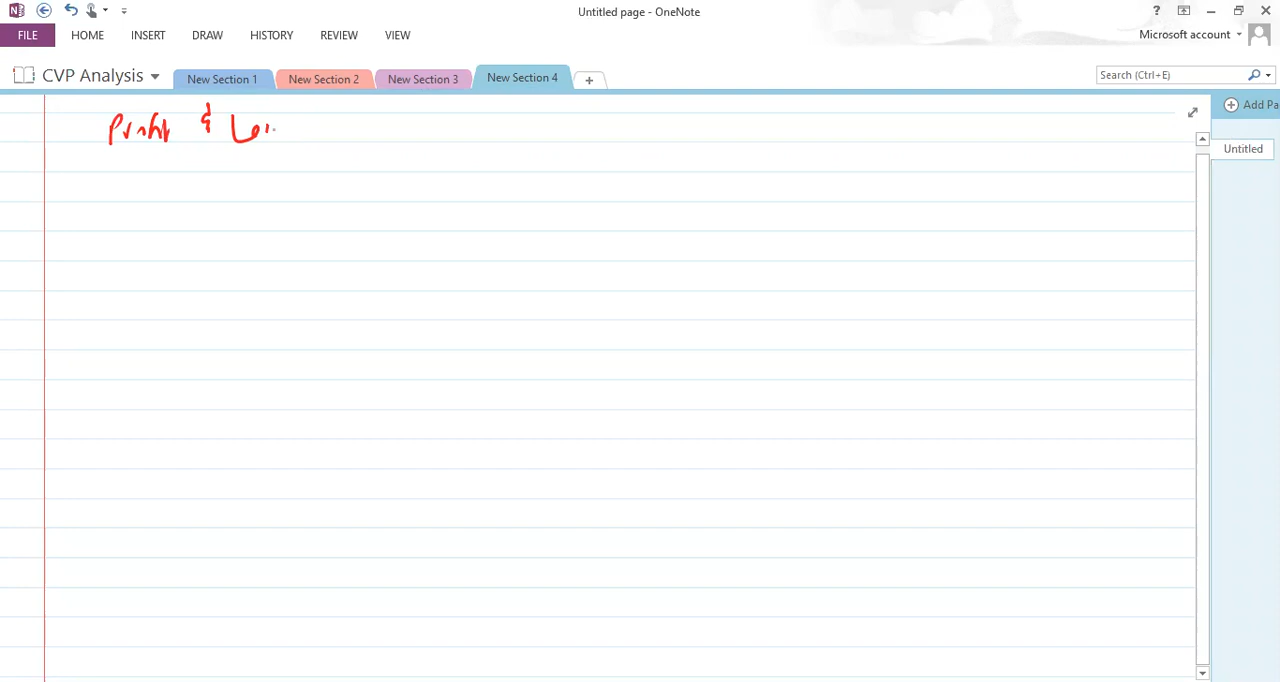 Untitled page - OneNote
FILE HOME INSERT DRAW HISTORY REVIEW VIEW
Microsoft account
CVP Analysis
New Section 1
New Section 2
New Section 3
New Section 4
Search (Ctrl+E)
Add Pa
Untitled
Profit &